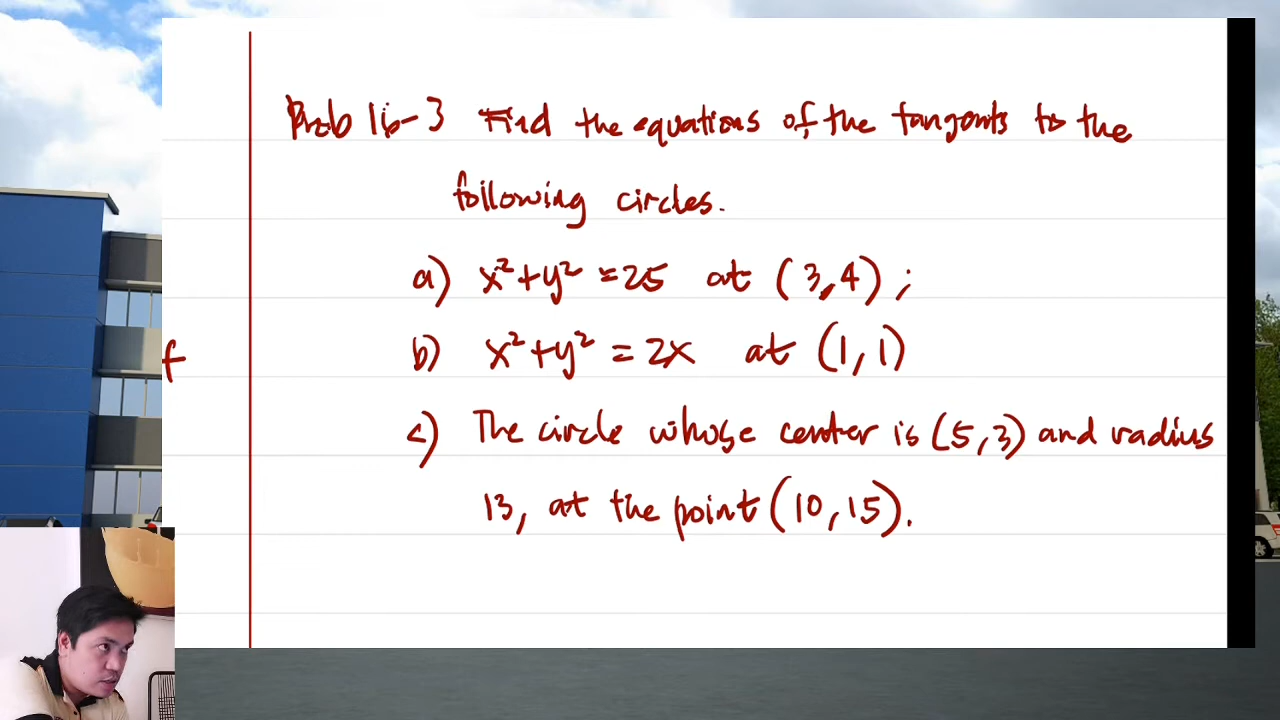 Prob 16-3 Find the equations of the tangents to the
following circles.
a) x²+y² = 25 at (3,4) ;
b) x²+y² = 2x at (1,1)
f
c) The circle whose center is (5,3) and radius
13, at the point (10,15).